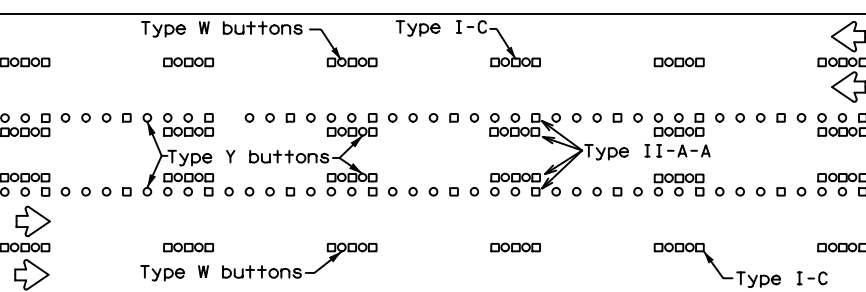 Type W buttons
Type I-C
Type Y buttons
Type II-A-A
Type W buttons
Type I-C